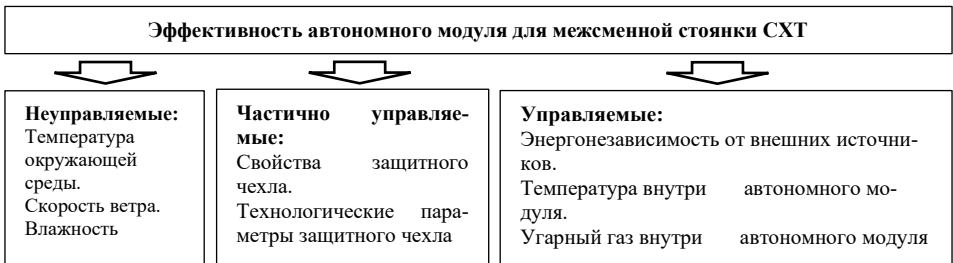 Эффективность автономного модуля для межсменной стоянки СХТ
Неуправляемые:
Температура
окружающей
среды.
Скорость ветра.
Влажность
Частично управляе-
мые:
Свойства защитного
чехла.
Технологические пара-
метры защитного чехла
Управляемые:
Энергонезависимость от внешних источни-
ков.
Температура внутри автономного мо-
дуля.
Угарный газ внутри автономного модуля